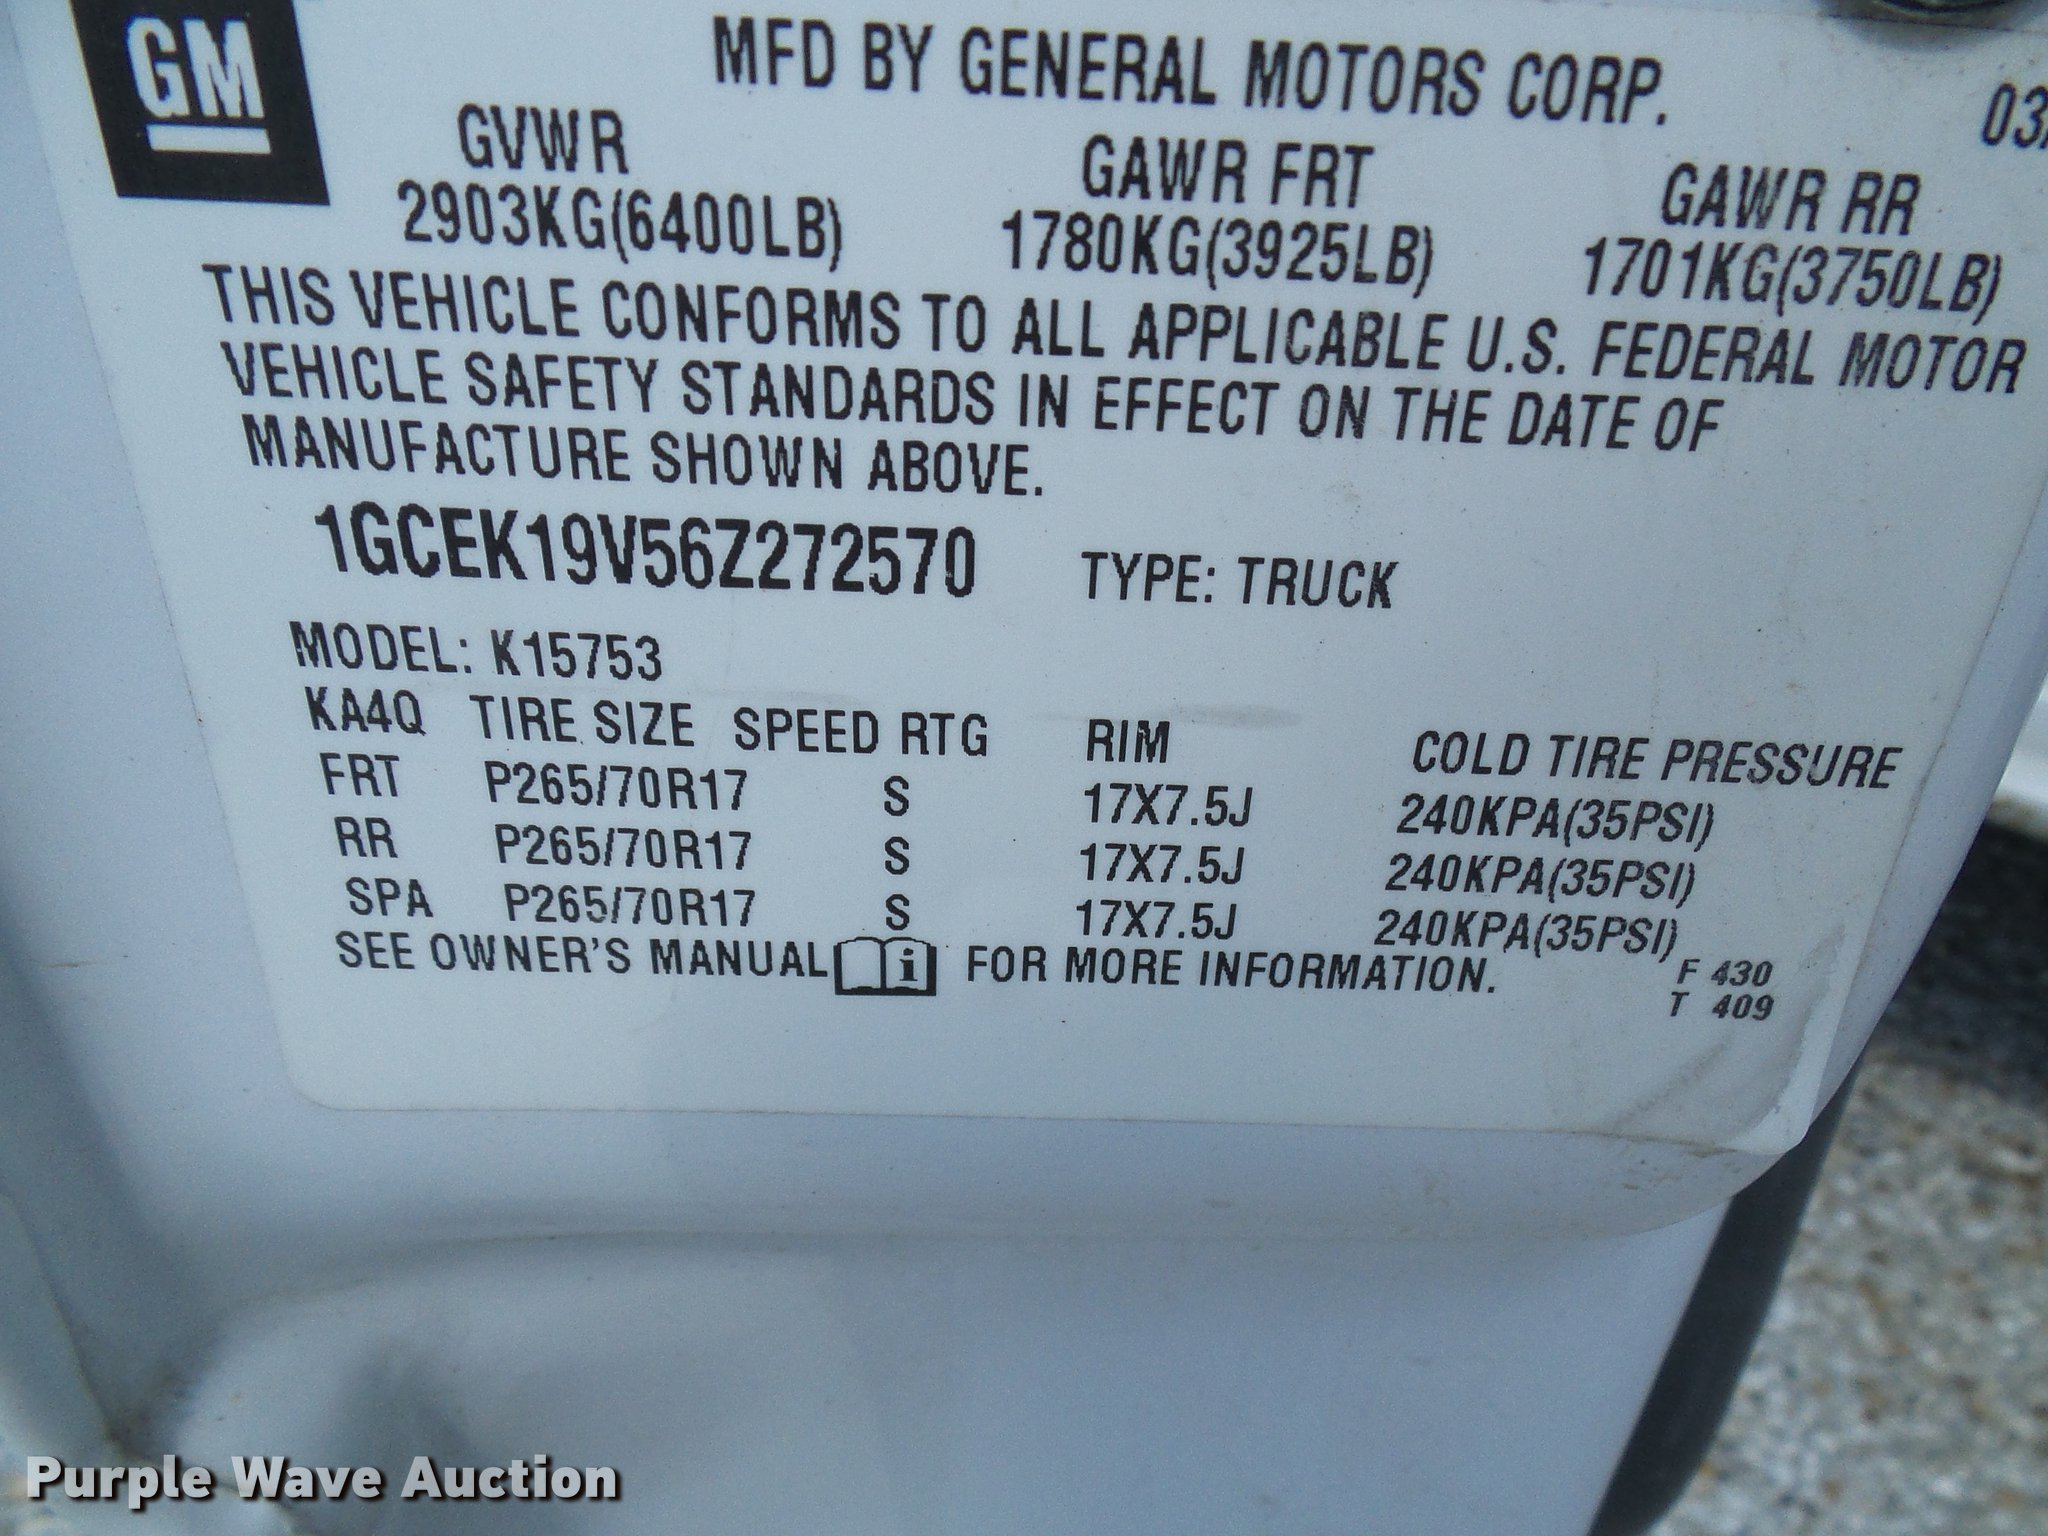 GM
MFD BY GENERAL MOTORS CORP. 03
GVWR GAWR FRT GAWR RR
2903KG(6400LB) 1780KG(3925LB) 1701KG(3750LB)
THIS VEHICLE CONFORMS TO ALL APPLICABLE U.S. FEDERAL MOTOR
VEHICLE SAFETY STANDARDS IN EFFECT ON THE DATE OF
MANUFACTURE SHOWN ABOVE.
1GCEK19V56Z272570 TYPE: TRUCK
MODEL: K15753
KA4Q TIRE SIZE SPEED RTG RIM COLD TIRE PRESSURE
FRT P265/70R17 S 17X7.5J 240KPA(35PSI)
RR P265/70R17 S 17X7.5J 240KPA(35PSI)
SPA P265/70R17 S 17X7.5J 240KPA(35PSI)
SEE OWNER'S MANUAL i FOR MORE INFORMATION.
F 430
T 409
Purple Wave Auction